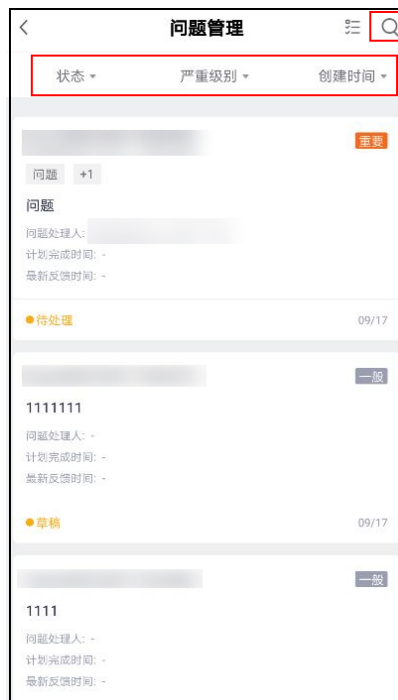 问题管理
状态 严重级别 创建时间
重要
问题 +1
问题
问题处理人:
计划完成时间: -
最新反馈时间: -
待处理 09/17
一般
1111111
问题处理人: -
计划完成时间: -
最新反馈时间: -
草稿 09/17
一般
1111
问题处理人: -
计划完成时间: -
最新反馈时间: -